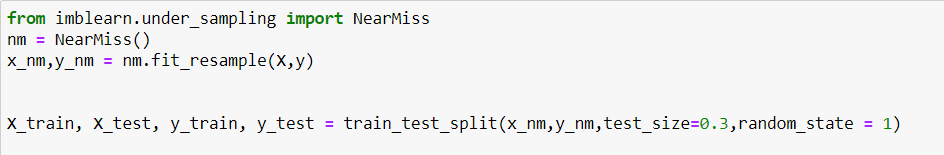 from imblearn.under_sampling import NearMiss
nm = NearMiss()
x_nm,y_nm = nm.fit_resample(X,y)
X_train, X_test, y_train, y_test = train_test_split(x_nm,y_nm,test_size=0.3,random_state = 1)